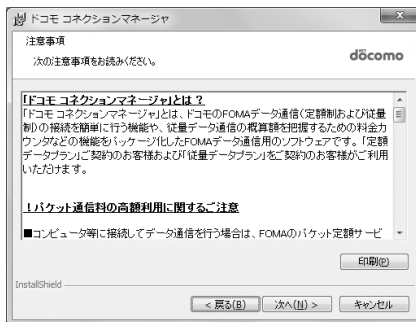 ドコモ コネクションマネージャ
注意事項
次の注意事項をお読みください。
döcomo
「ドコモ コネクションマネージャ」とは？
「ドコモ コネクションマネージャ」とは、ドコモのFOMAデータ通信（定額制および従量
制）の接続を簡単に行う機能や、従量データ通信の概算額を把握するための料金カ
ウンタなどの機能をパッケージ化したFOMAデータ通信用のソフトウェアです。「定額
データプラン」ご契約のお客様および「従量データプラン」をご契約のお客様がご利用
いただけます。
！パケット通信料の高額利用に関するご注意
■コンピュータ等に接続してデータ通信を行う場合は、FOMAのパケット定額サービ
印刷(P)
InstallShield
< 戻る(B)
次へ(N) >
キャンセル